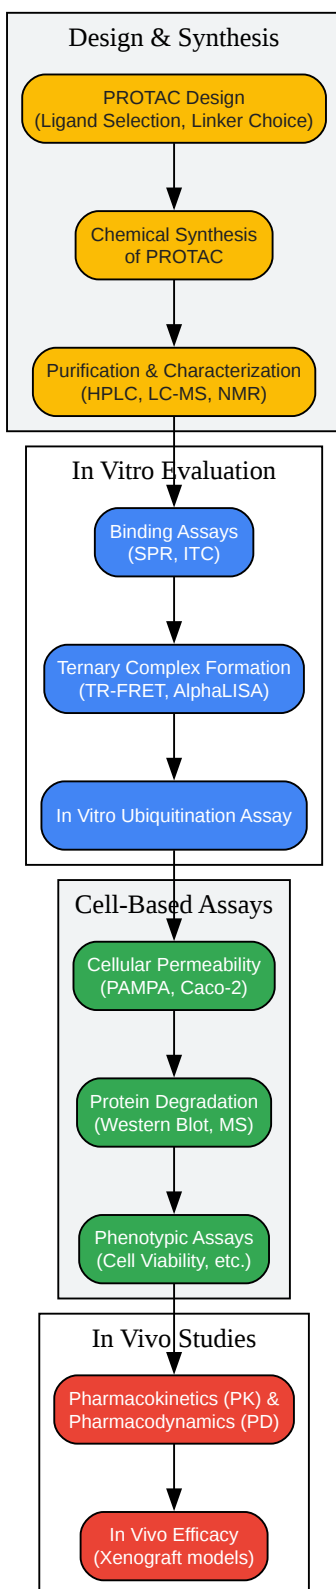 Design & Synthesis
PROTAC Design
(Ligand Selection, Linker Choice)
Chemical Synthesis
of PROTAC
Purification & Characterization
(HPLC, LC-MS, NMR)
In Vitro Evaluation
Binding Assays
(SPR, ITC)
Ternary Complex Formation
(TR-FRET, AlphaLISA)
In Vitro Ubiquitination Assay
Cell-Based Assays
Cellular Permeability
(PAMPA, Caco-2)
Protein Degradation
(Western Blot, MS)
Phenotypic Assays
(Cell Viability, etc.)
In Vivo Studies
Pharmacokinetics (PK) &
Pharmacodynamics (PD)
In Vivo Efficacy
(Xenograft models)